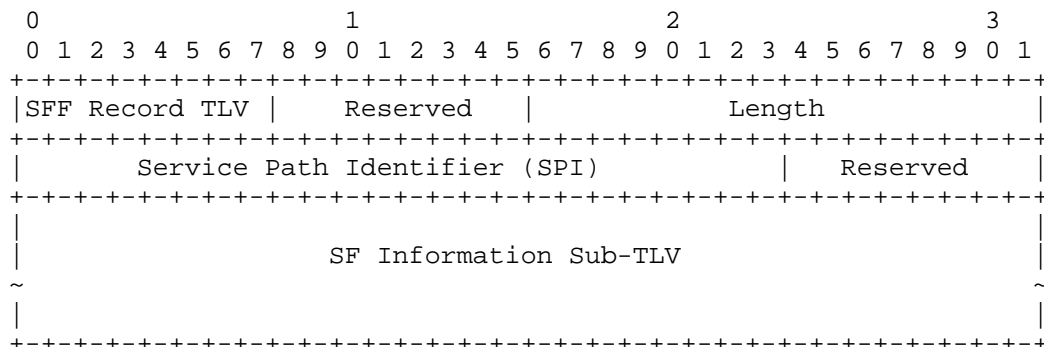 0                   1                   2                   3
 0 1 2 3 4 5 6 7 8 9 0 1 2 3 4 5 6 7 8 9 0 1 2 3 4 5 6 7 8 9 0 1
+-+-+-+-+-+-+-+-+-+-+-+-+-+-+-+-+-+-+-+-+-+-+-+-+-+-+-+-+-+-+-+-+
|SFF Record TLV |    Reserved   |            Length             |
+-+-+-+-+-+-+-+-+-+-+-+-+-+-+-+-+-+-+-+-+-+-+-+-+-+-+-+-+-+-+-+-+
|       Service Path Identifier (SPI)           |   Reserved    |
+-+-+-+-+-+-+-+-+-+-+-+-+-+-+-+-+-+-+-+-+-+-+-+-+-+-+-+-+-+-+-+-+
|                                                               |
|                   SF Information Sub-TLV                      |
~                                                               ~
|                                                               |
+-+-+-+-+-+-+-+-+-+-+-+-+-+-+-+-+-+-+-+-+-+-+-+-+-+-+-+-+-+-+-+-+